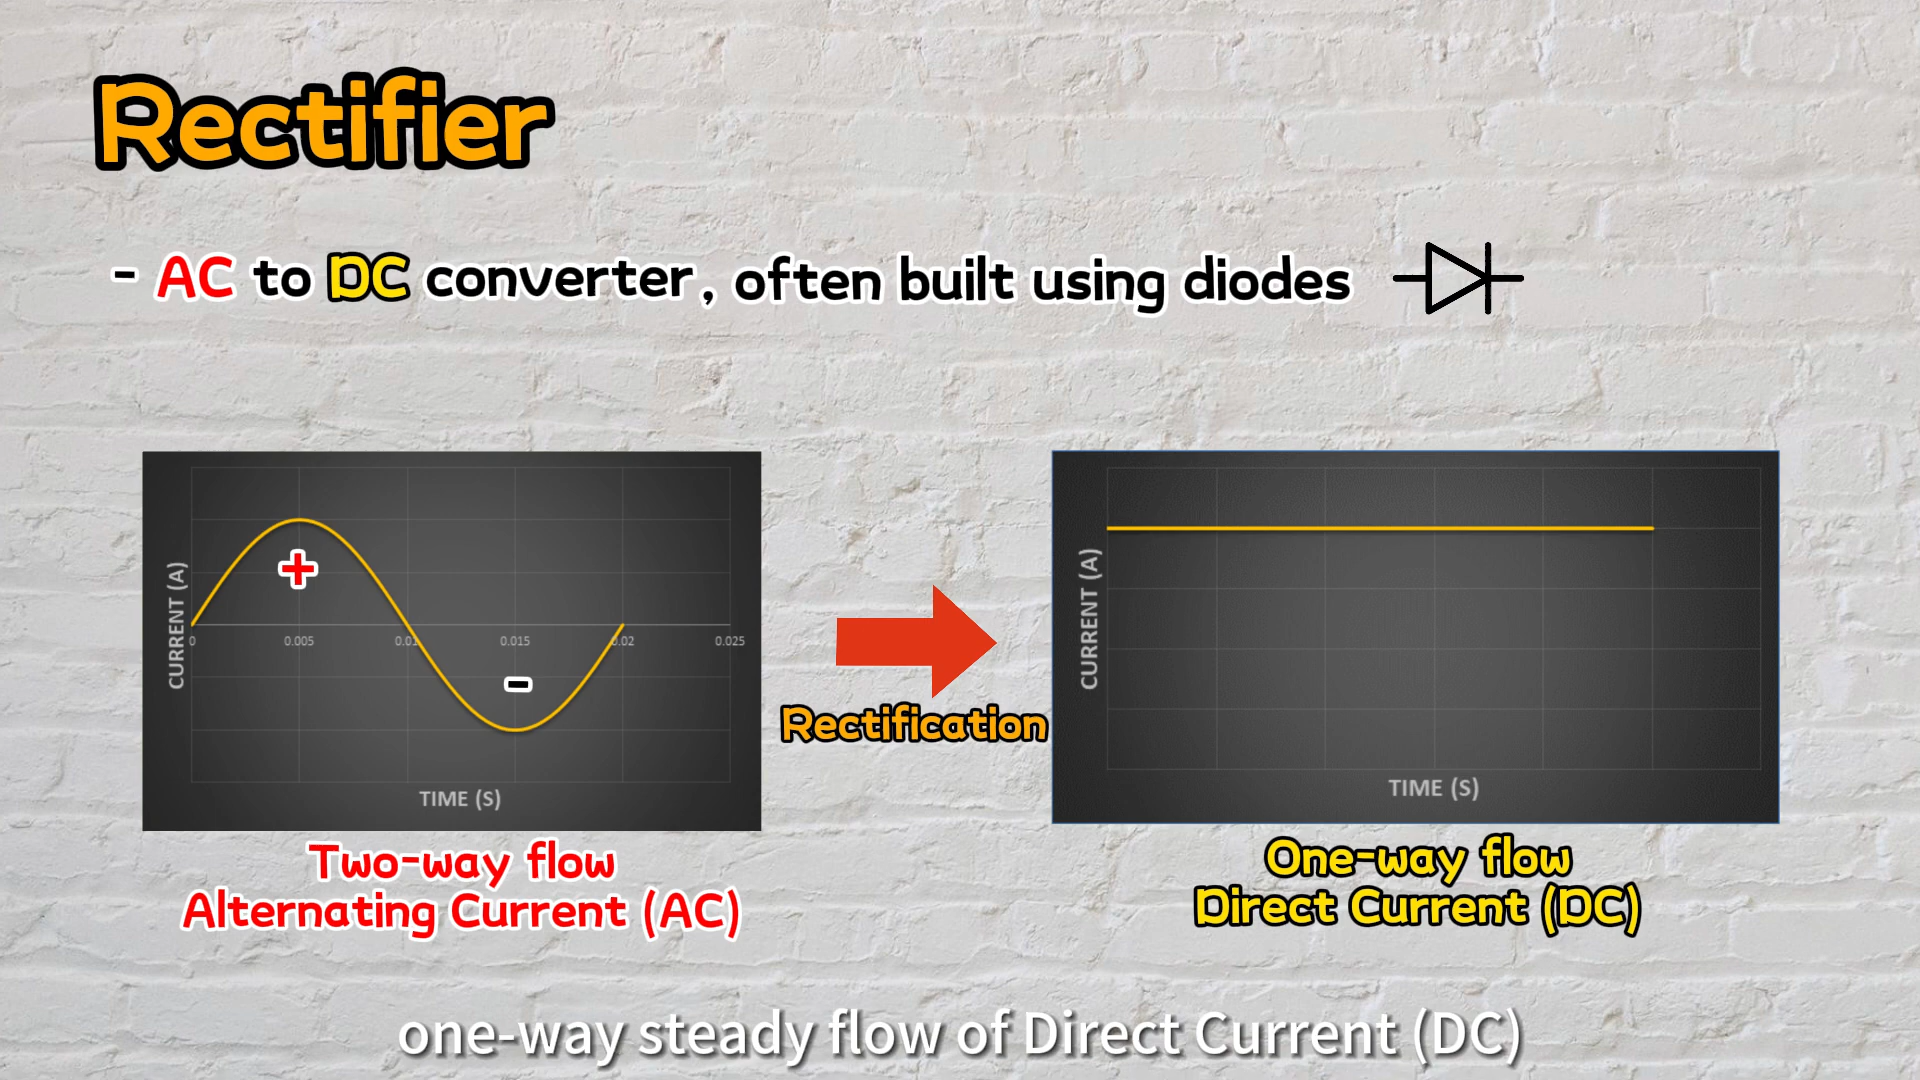 Rectifier
- AC to DC converter, often built using diodes
+
-
CURRENT (A)
0 0.005 0.01 0.015 0.02 0.025
TIME (S)
Two-way flow
Alternating Current (AC)
Rectification
CURRENT (A)
TIME (S)
One-way flow
Direct Current (DC)
one-way steady flow of Direct Current (DC)